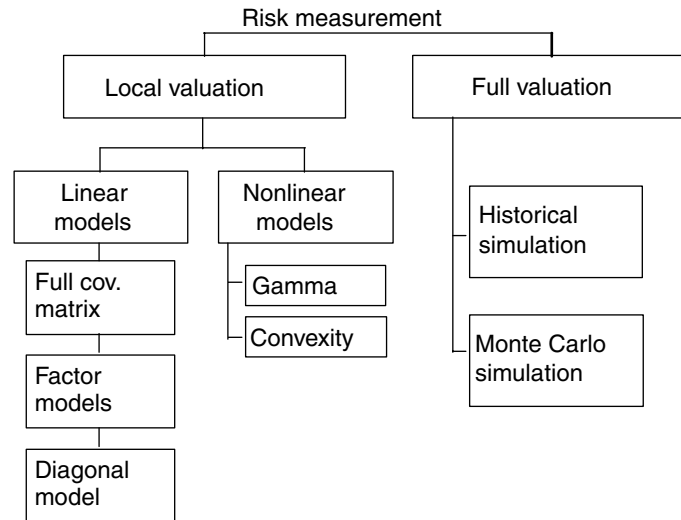 Risk measurement
Local valuation
Full valuation
Linear
models
Nonlinear
models
Full cov.
matrix
Gamma
Convexity
Factor
models
Diagonal
model
Historical
simulation
Monte Carlo
simulation